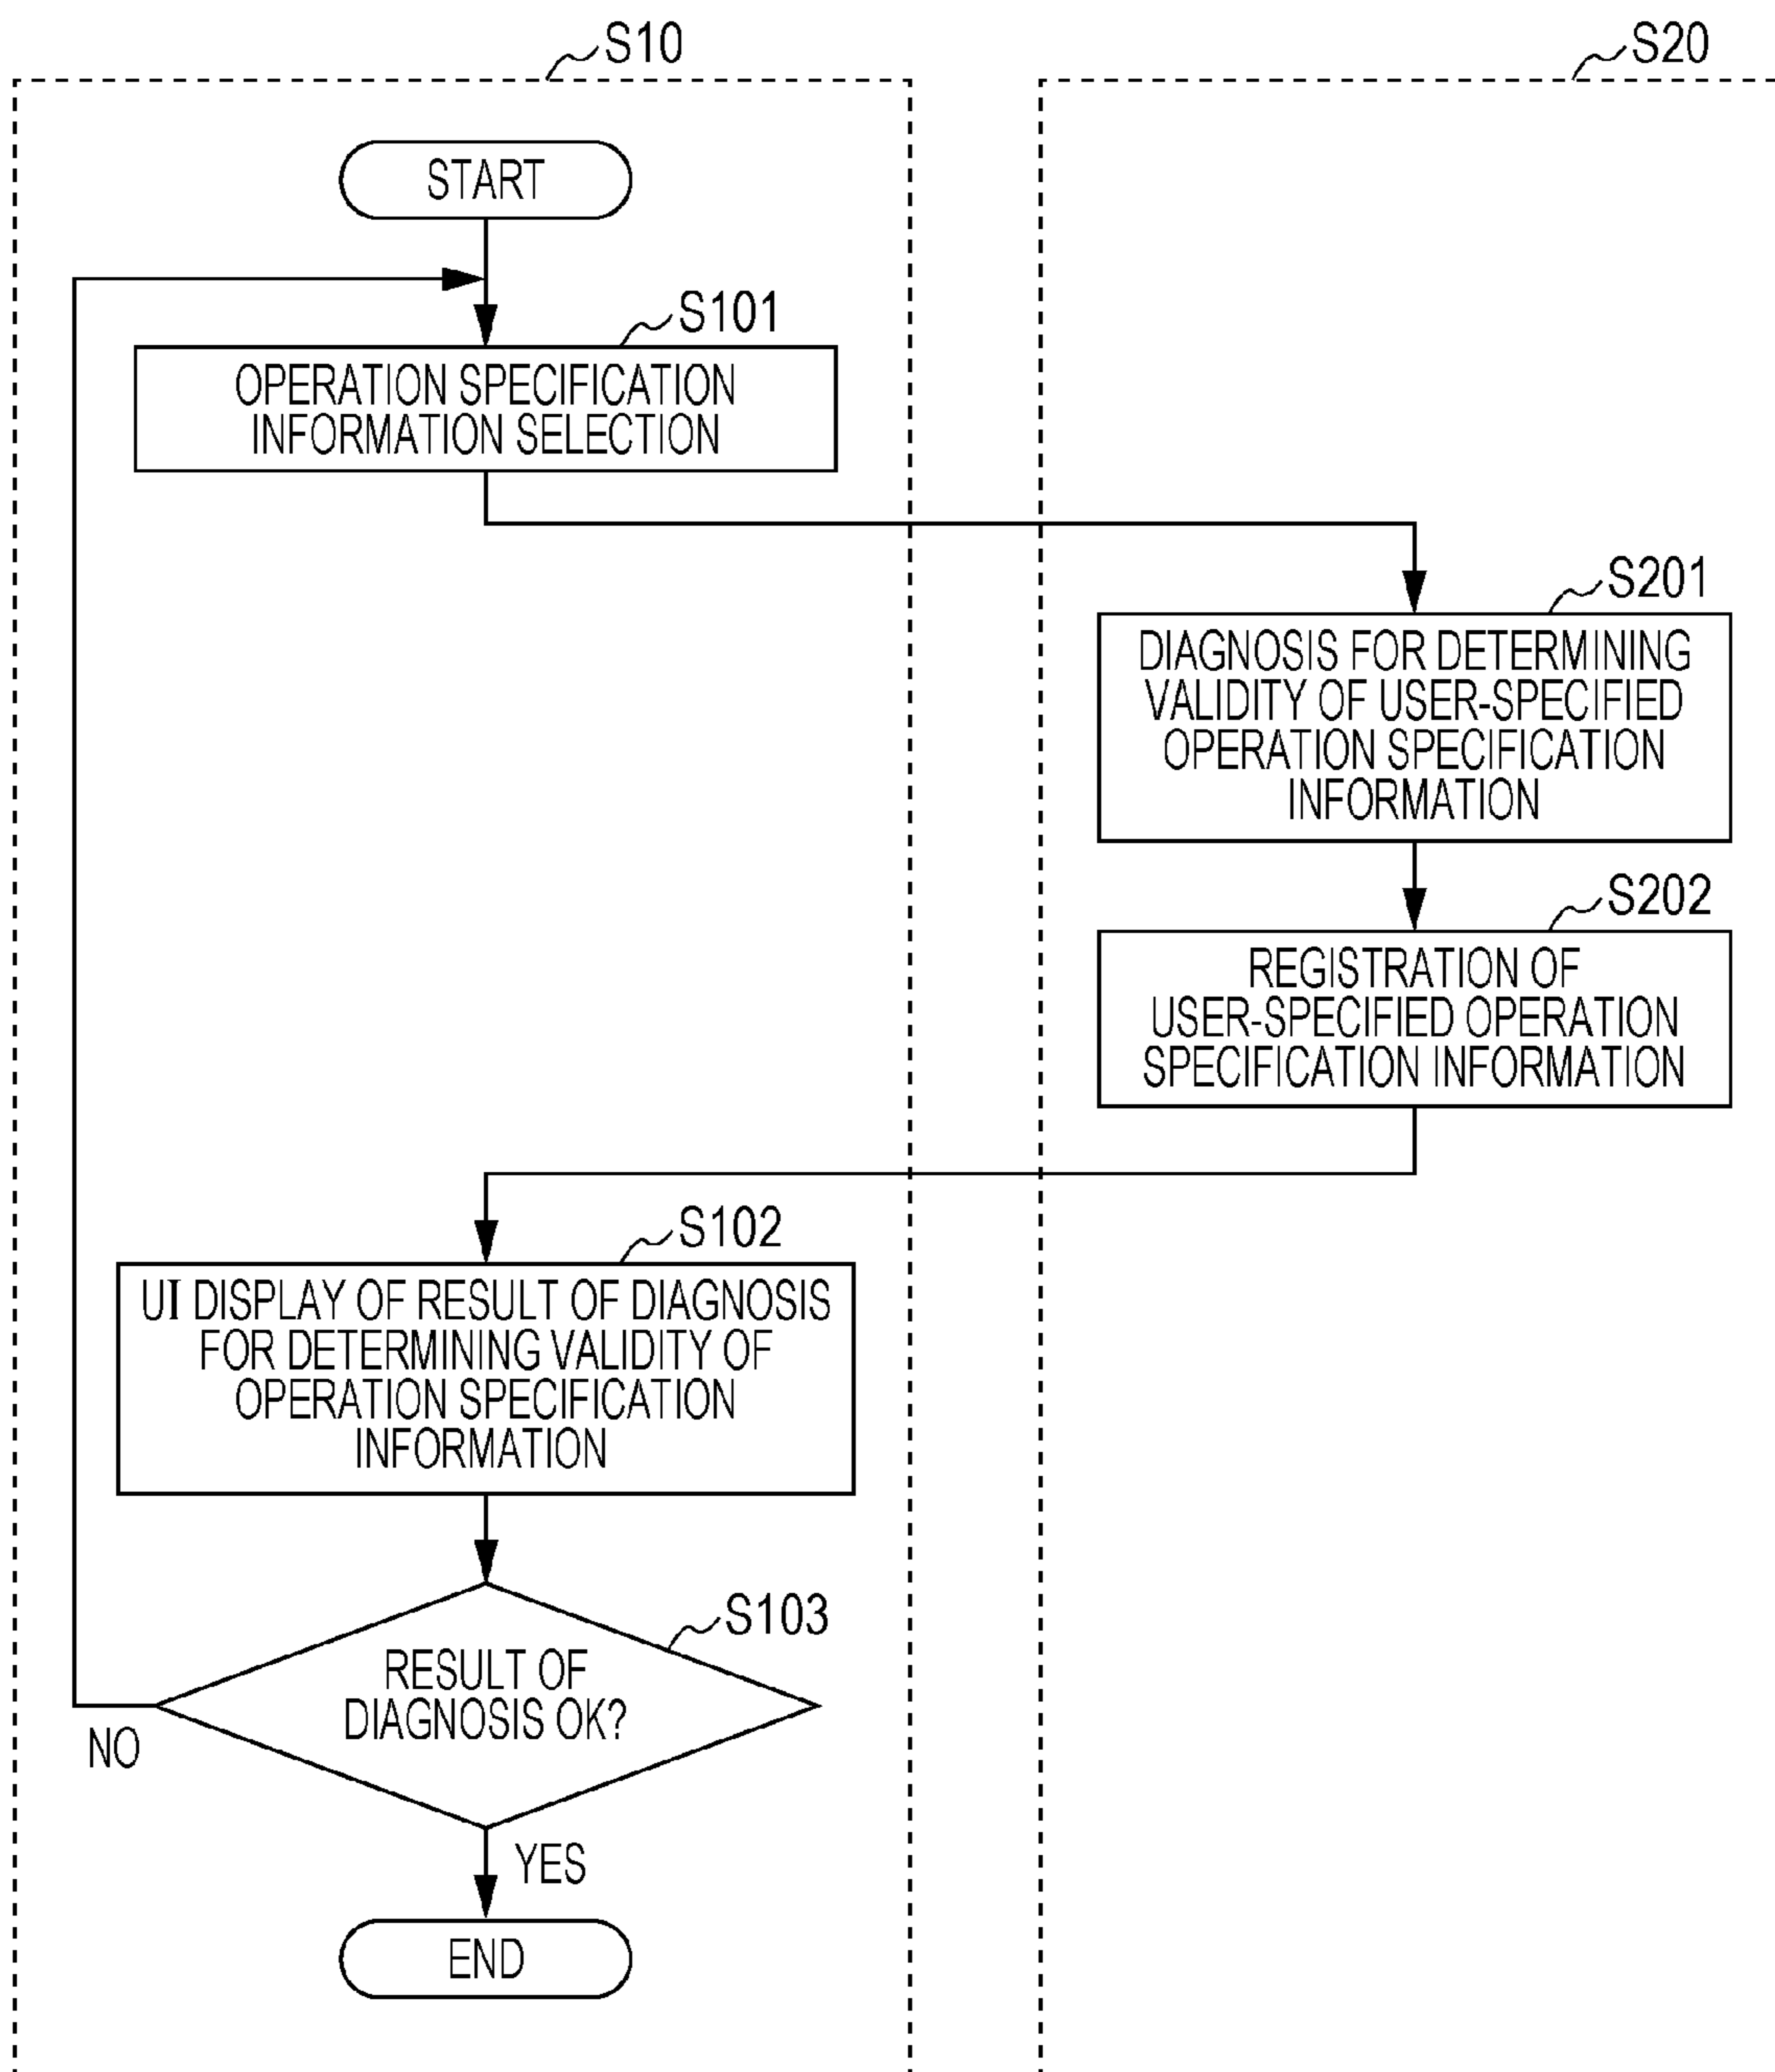 S10
S20
START
S101
OPERATION SPECIFICATION
INFORMATION SELECTION
S201
DIAGNOSIS FOR DETERMINING
VALIDITY OF USER-SPECIFIED
OPERATION SPECIFICATION
INFORMATION
S202
REGISTRATION OF
USER-SPECIFIED OPERATION
SPECIFICATION INFORMATION
S102
UI DISPLAY OF RESULT OF DIAGNOSIS
FOR DETERMINING VALIDITY OF
OPERATION SPECIFICATION
INFORMATION
S103
RESULT OF
DIAGNOSIS OK?
NO
YES
END